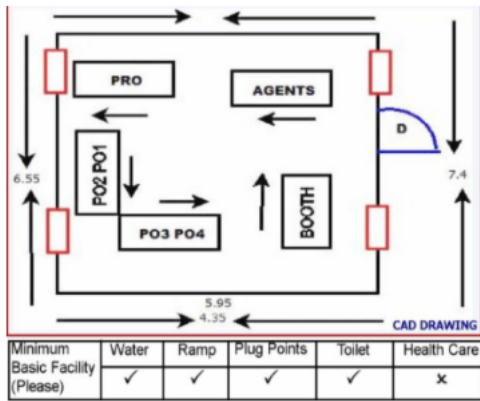 PRO
AGENTS
D
PO2 PO1
6.55
7.4
PO3 PO4
BOOTH
5.95
4.35
CAD DRAWING
Minimum Basic Facility (Please) Water Ramp Plug Points Toilet Health Care
✓ ✓ ✓ ✓ x